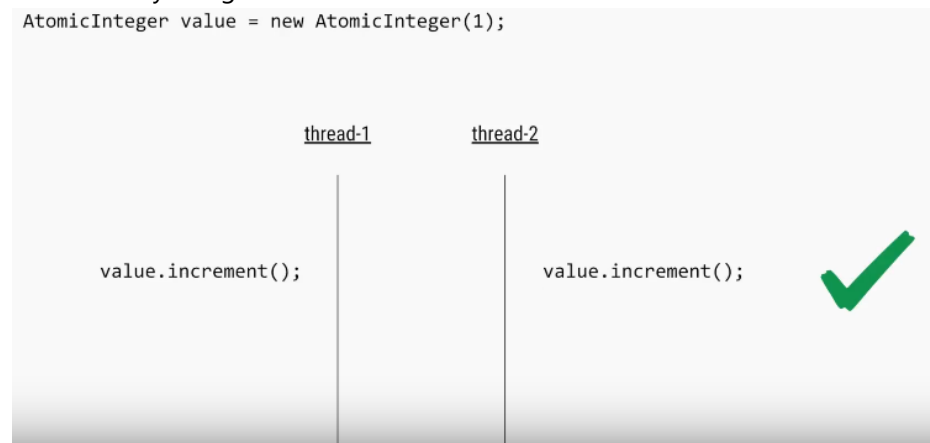 AtomicInteger value = new AtomicInteger(1);
thread-1 thread-2
value.increment(); value.increment();